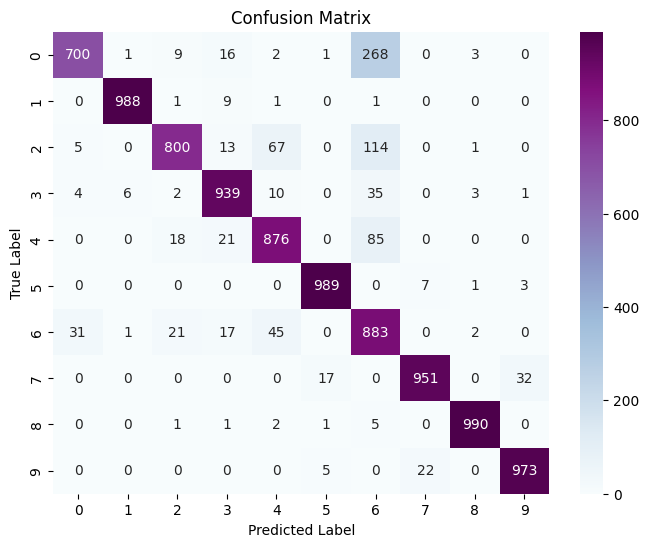 Confusion Matrix
0 700 1 9 16 2 1 268 0 3 0
1 0 988 1 9 1 0 1 0 0 0
2 5 0 800 13 67 0 114 0 1 0
3 4 6 2 939 10 0 35 0 3 1
4 0 0 18 21 876 0 85 0 0 0
5 0 0 0 0 0 989 0 7 1 3
6 31 1 21 17 45 0 883 0 2 0
7 0 0 0 0 0 17 0 951 0 32
8 0 0 1 1 2 1 5 0 990 0
9 0 0 0 0 0 5 0 22 0 973
0 1 2 3 4 5 6 7 8 9
Predicted Label
True Label
800
600
400
200
0